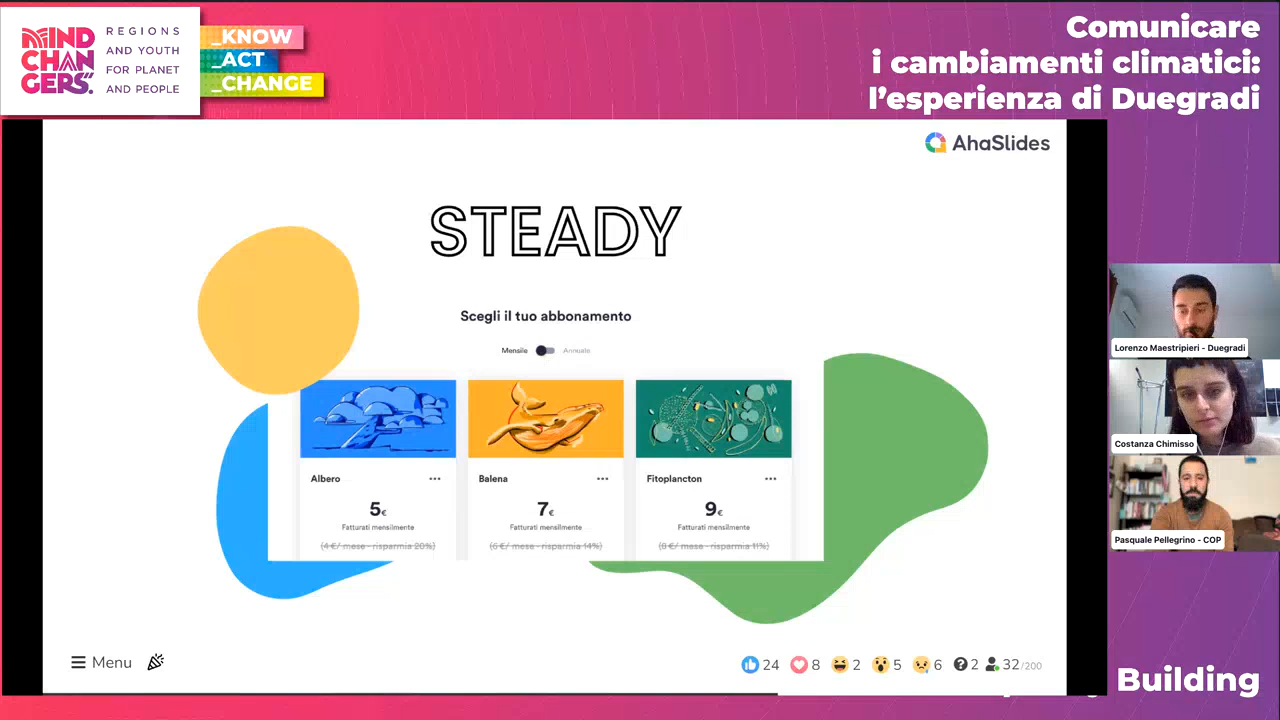 MIND
CHAN
GERS.
REGIONS
AND YOUTH
FOR PLANET
AND PEOPLE
_KNOW
_ACT
_CHANGE
Comunicare
i cambiamenti climatici:
l'esperienza di Duegradi
AhaSlides
STEADY
Scegli il tuo abbonamento
Mensile Annuale
Albero ...
5€
Fatturati mensilmente
(4 €/ mese - risparmia 20%)
Balena ...
7€
Fatturati mensilmente
(6 €/ mese - risparmia 14%)
Fitoplancton ...
9€
Fatturati mensilmente
(8 €/ mese - risparmia 11%)
Lorenzo Maestripieri - Duegradi
Costanza Chimisso
Pasquale Pellegrino - COP
Menu
24 8 2 5 6 2 32/200
Building